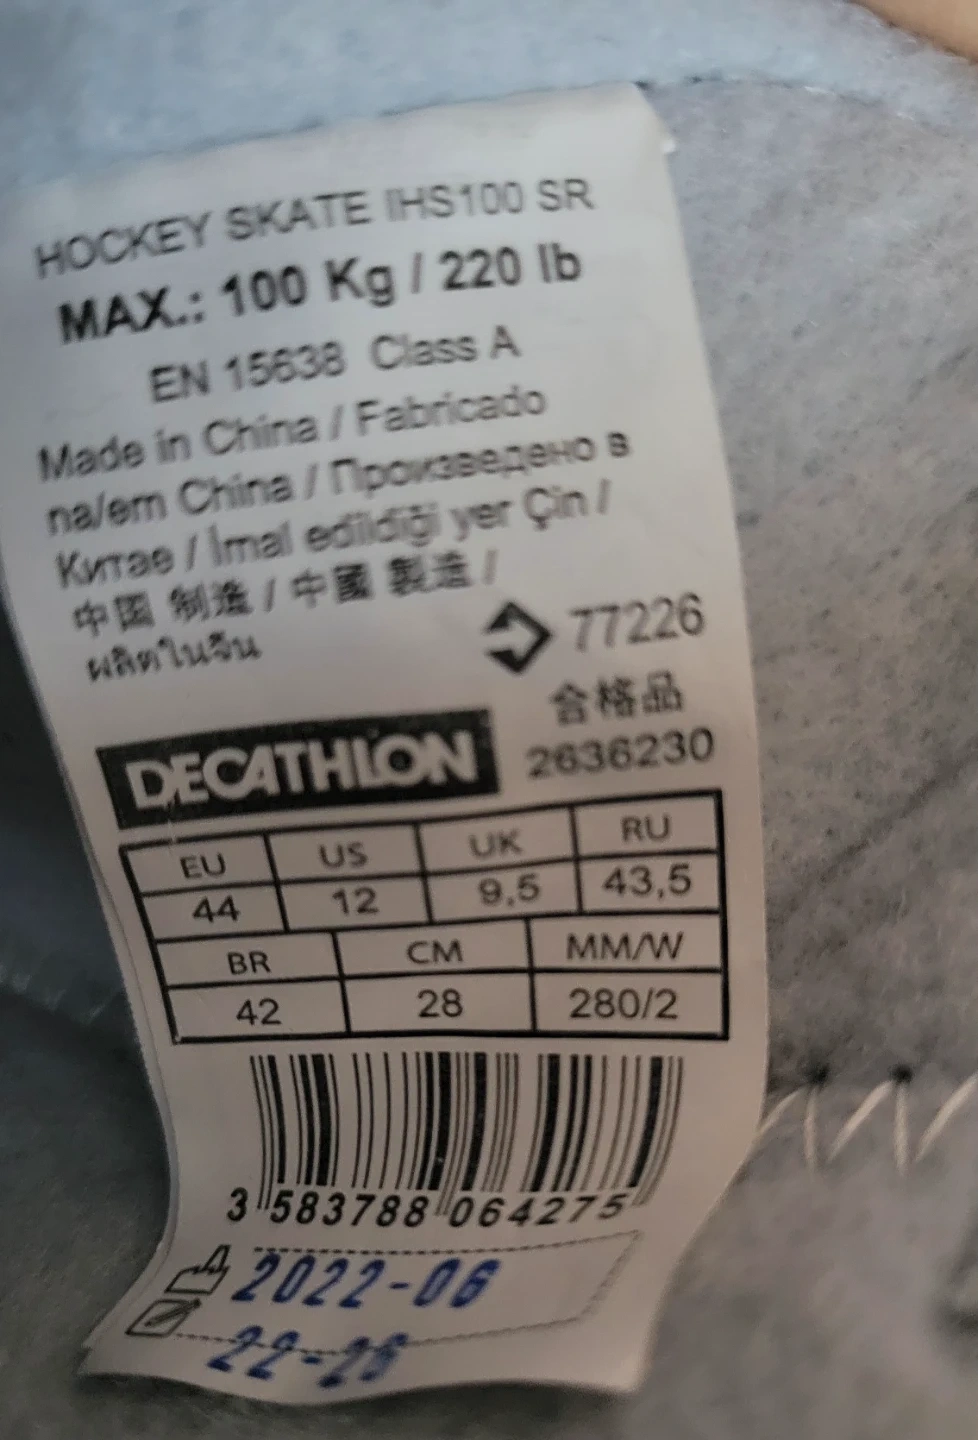 HOCKEY SKATE IHS100 SR
MAX.: 100 Kg / 220 lb
EN 15638 Class A
Made in China / Fabricado
na/em China / Произведено в
Китае / İmal edildiği yer Çin /
中国 制造 / 中國 製造 /
ผลิตในจีน
77226
合格品
2636230
DECATHLON
EU US UK RU
44 12 9,5 43,5
BR CM MM/W
42 28 280/2
3 583788 064275
2022-06
22-26